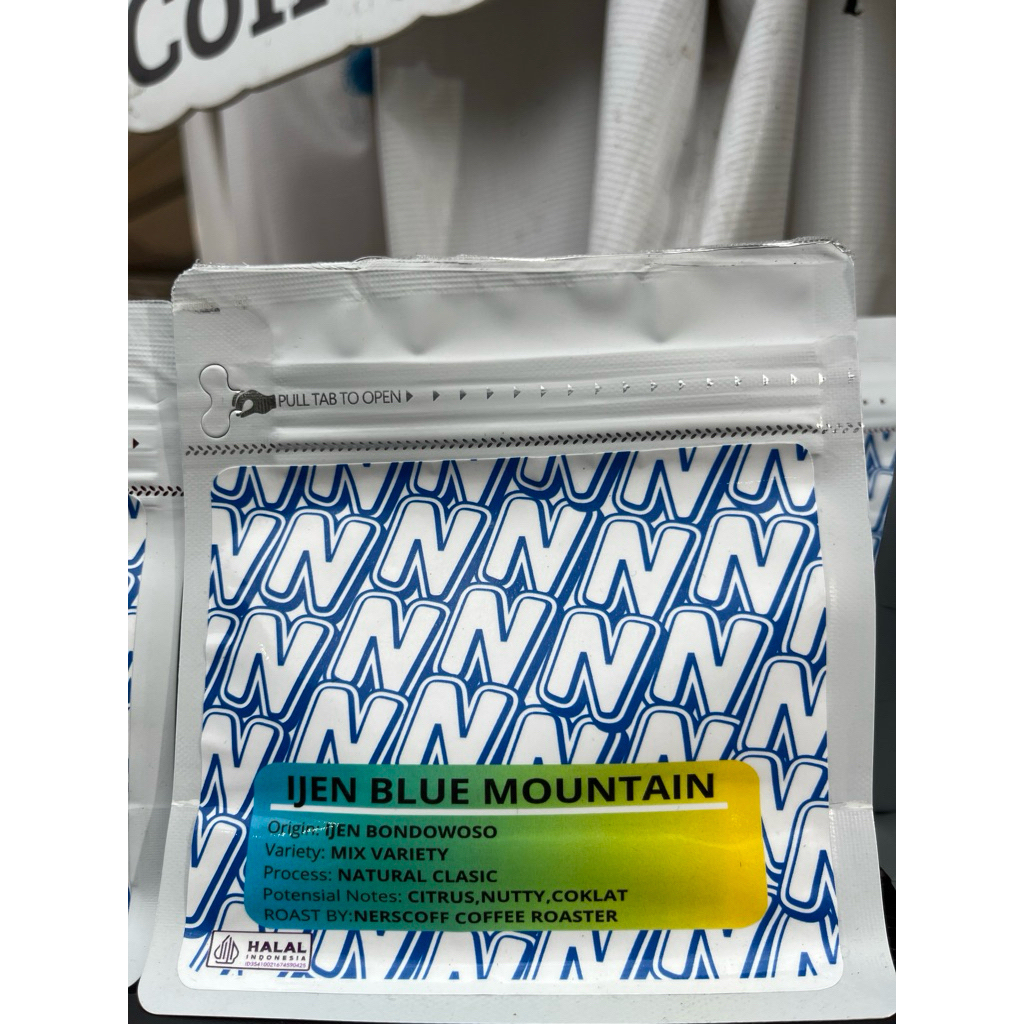 PULL TAB TO OPEN
IJEN BLUE MOUNTAIN
Origin: IJEN BONDOWOSO
Variety: MIX VARIETY
Process: NATURAL CLASIC
Potensial Notes: CITRUS,NUTTY,COKLAT
ROAST BY:NERSCOFF COFFEE ROASTER
HALAL
INDONESIA